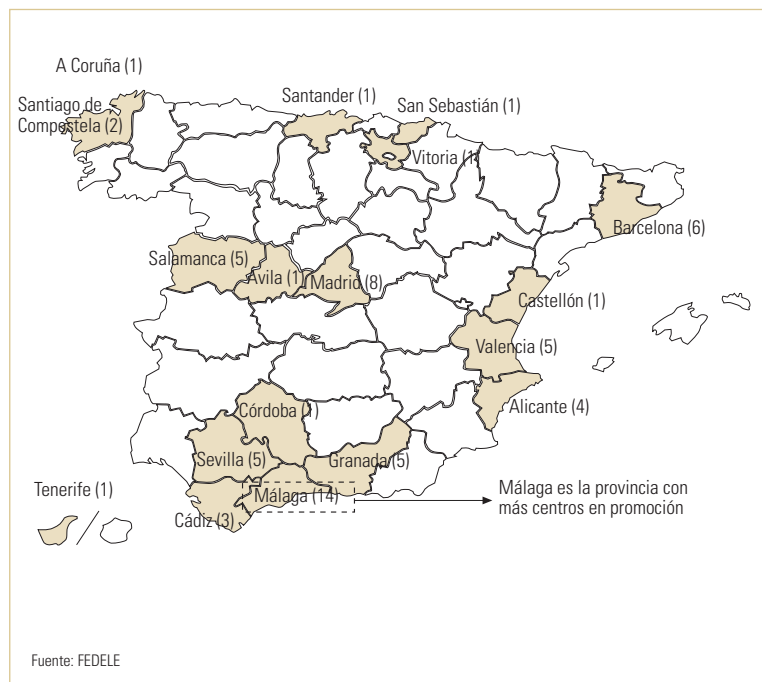 A Coruña (1)
Santiago de
Compostela (2)
Santander (1)
San Sebastián (1)
Vitoria (1
Barcelona (6)
Salamanca (5)
Ávila (1)
Madrid (8)
Castellón (1)
Valencia (5)
Alicante (4)
Córdoba (1)
Sevilla (5)
Granada (5)
Málaga (14)
Cádiz (3)
Tenerife (1)
Málaga es la provincia con
más centros en promoción
Fuente: FEDELE